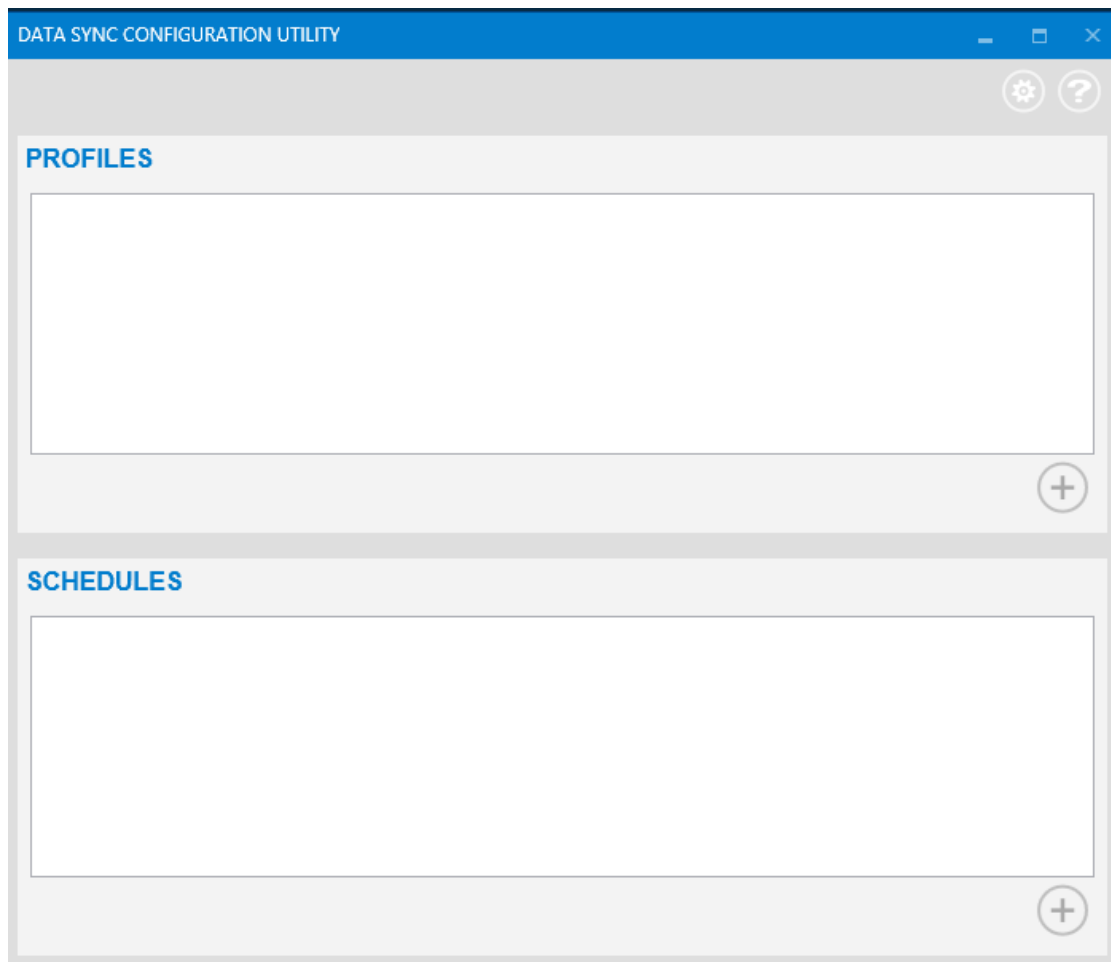 DATA SYNC CONFIGURATION UTILITY
?
PROFILES
+
SCHEDULES
+